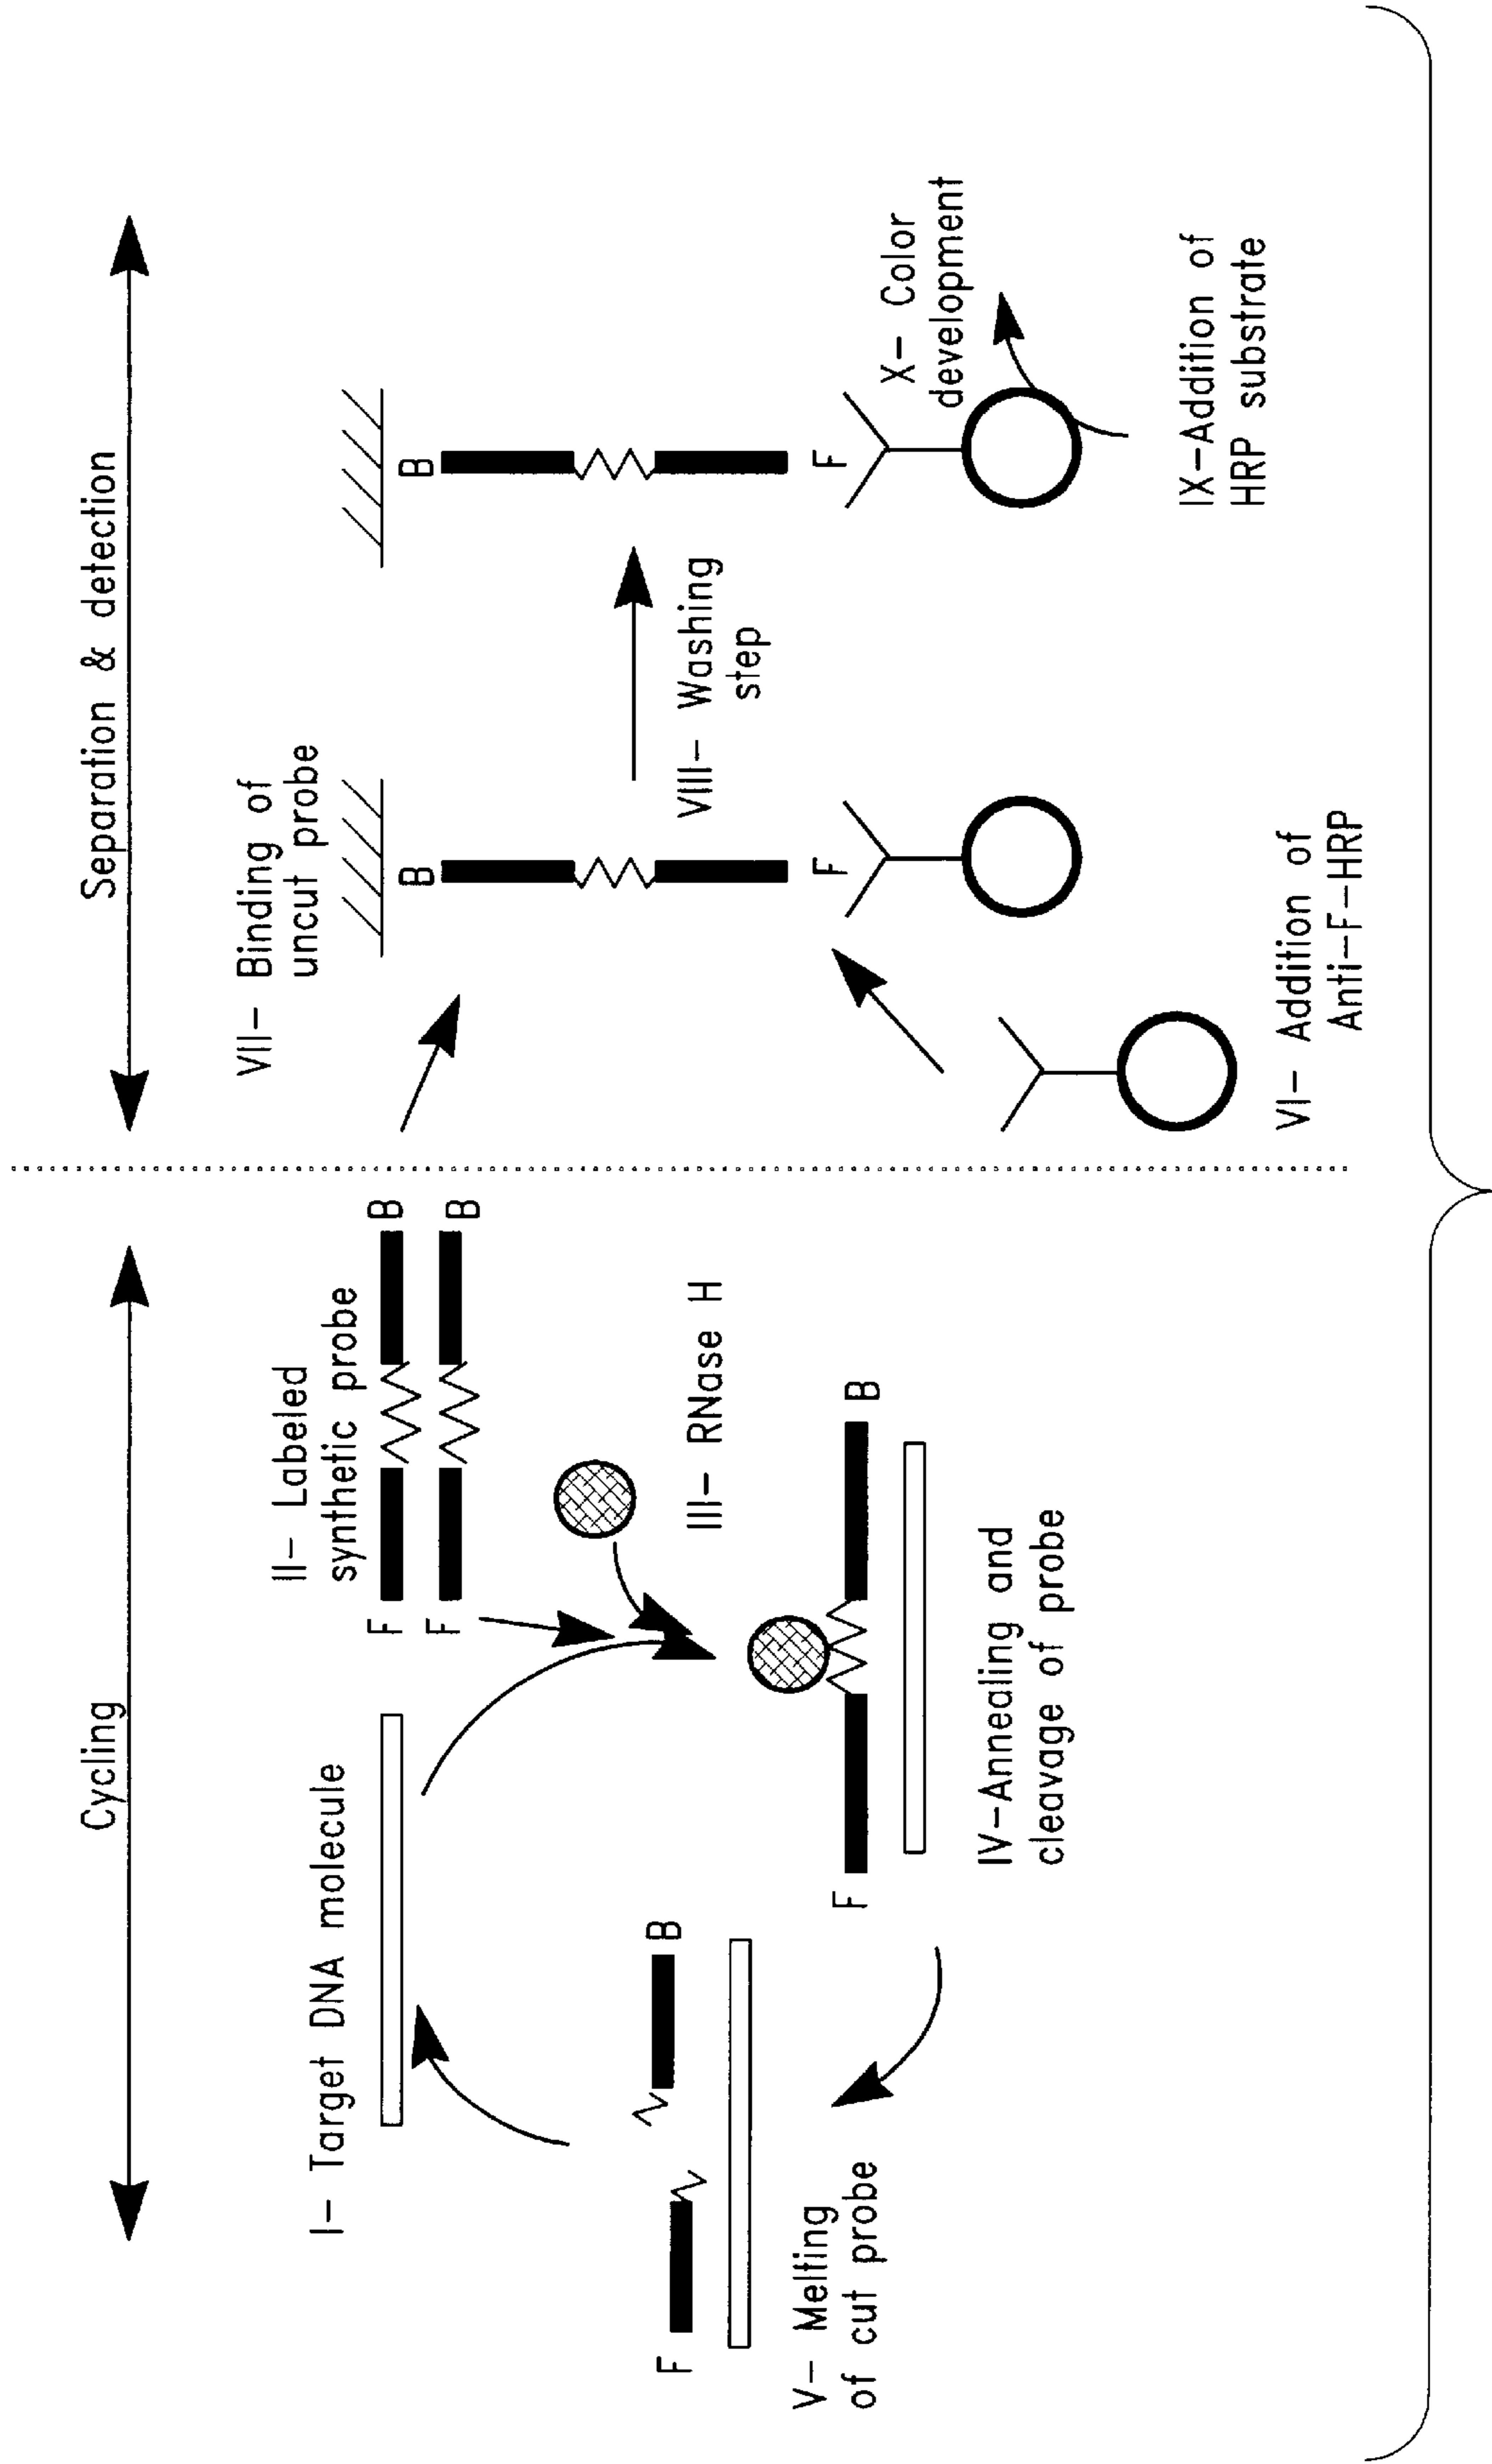 Cycling
I- Target DNA molecule
II- Labeled
synthetic probe
F
B
F
B
III- RNase H
F
B
IV-Annealing and
cleavage of probe
F
B
V- Melting
of cut probe
Separation & detection
VII- Binding of
uncut probe
B
F
VI- Addition of
Anti-F-HRP
VIII- Washing
step
B
F
X- Color
development
IX-Addition of
HRP substrate